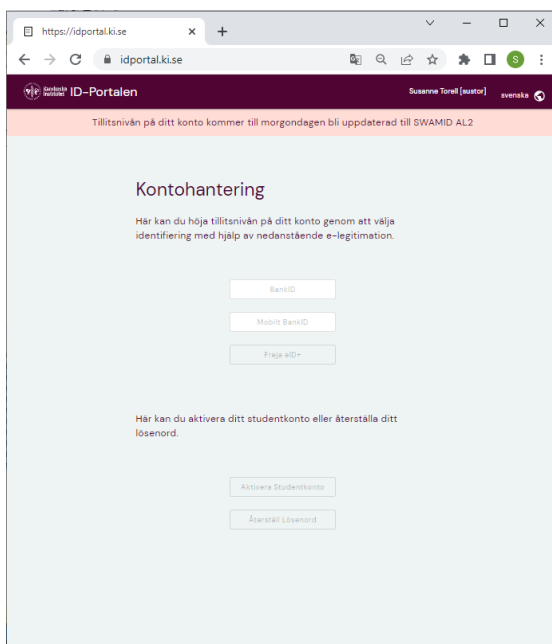 https://idportal.ki.se
idportal.ki.se
S
Karolinska
Institutet
ID-Portalen
Susanne Torell [sustor]
svenska
Tillitsnivån på ditt konto kommer till morgondagen bli uppdaterad till SWAMID AL2
Kontohantering
Här kan du höja tillitsnivån på ditt konto genom att välja
identifiering med hjälp av nedanstående e-legitimation.
BankID
Mobilt BankID
Freja eID+
Här kan du aktivera ditt studentkonto eller återställa ditt
lösenord.
Aktivera Studentkonto
Återställ Lösenord